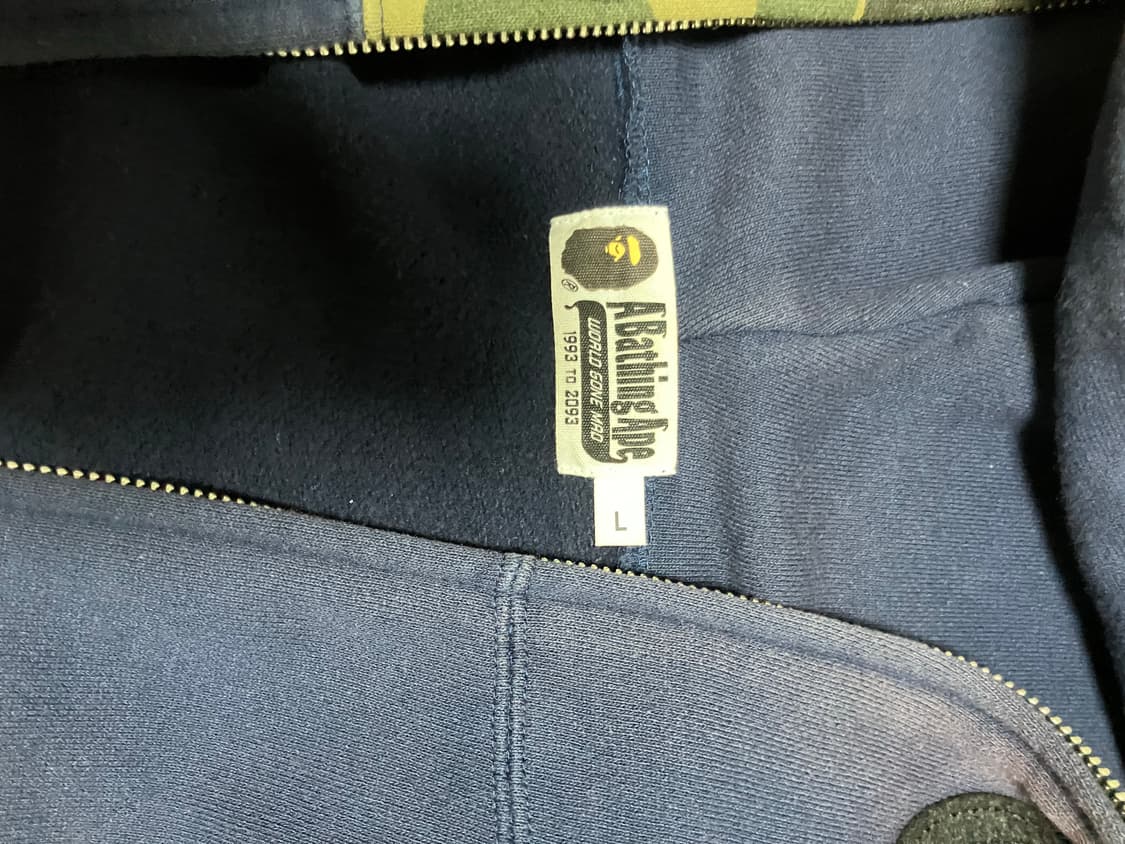 ®
A Bathing Ape
WORLD GONE MAD
1993 TO 2093
L